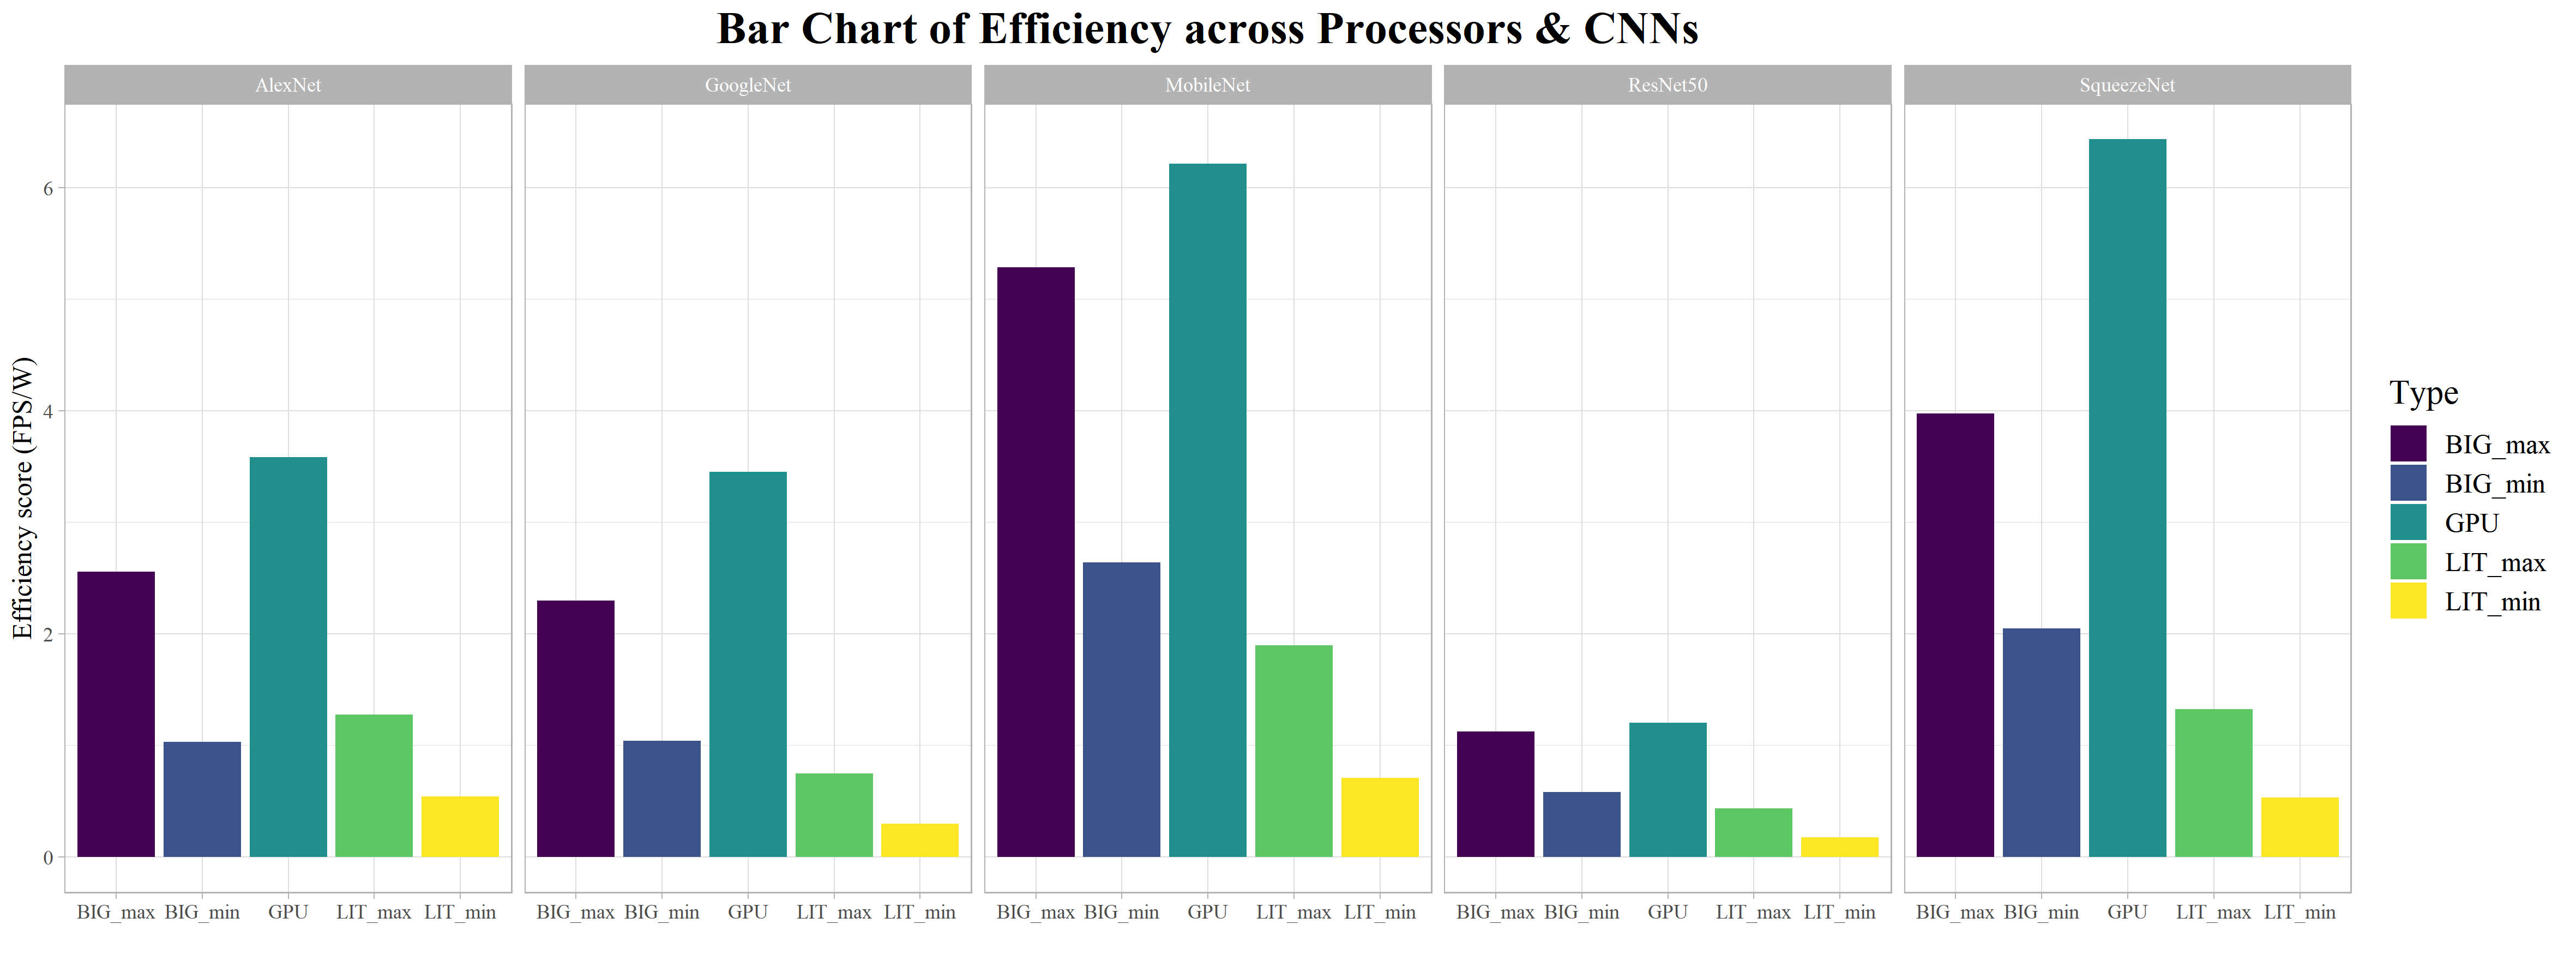 Bar Chart of Efficiency across Processors & CNNs
AlexNet GoogleNet MobileNet ResNet50 SqueezeNet
Efficiency score (FPS/W)
6
4
2
0
BIG_max BIG_min GPU LIT_max LIT_min BIG_max BIG_min GPU LIT_max LIT_min BIG_max BIG_min GPU LIT_max LIT_min BIG_max BIG_min GPU LIT_max LIT_min BIG_max BIG_min GPU LIT_max LIT_min
Type
BIG_max
BIG_min
GPU
LIT_max
LIT_min